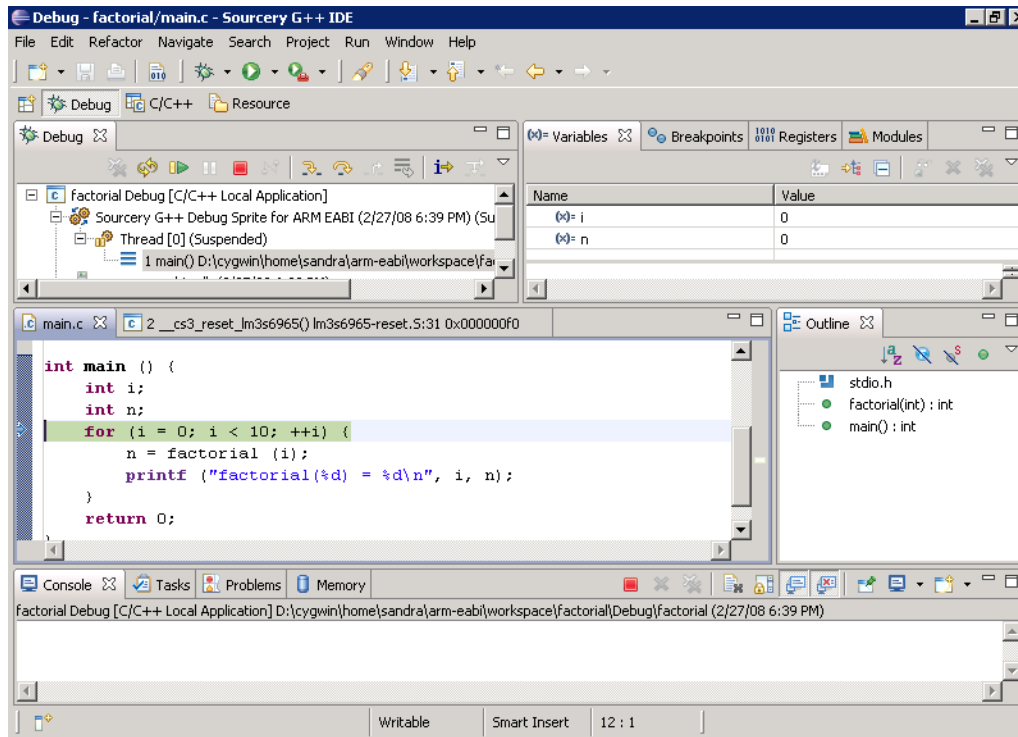 Debug - factorial/main.c - Sourcery G++ IDE
File Edit Refactor Navigate Search Project Run Window Help
Debug C/C++ Resource
Debug
factorial Debug [C/C++ Local Application]
Sourcery G++ Debug Sprite for ARM EABI (2/27/08 6:39 PM) (Su
Thread [0] (Suspended)
1 main() D:\cygwin\home\sandra\arm-eabi\workspace\fa
(x)= Variables Breakpoints 1010 0101 Registers Modules
Name Value
(x)= i 0
(x)= n 0
main.c 2 __cs3_reset_lm3s6965() lm3s6965-reset.S:31 0x000000f0
int main () {
int i;
int n;
for (i = 0; i < 10; ++i) {
n = factorial (i);
printf ("factorial(%d) = %d\n", i, n);
}
return 0;
Outline
stdio.h
factorial(int) : int
main() : int
Console Tasks Problems Memory
factorial Debug [C/C++ Local Application] D:\cygwin\home\sandra\arm-eabi\workspace\factorial\Debug\factorial (2/27/08 6:39 PM)
Writable Smart Insert 12 : 1